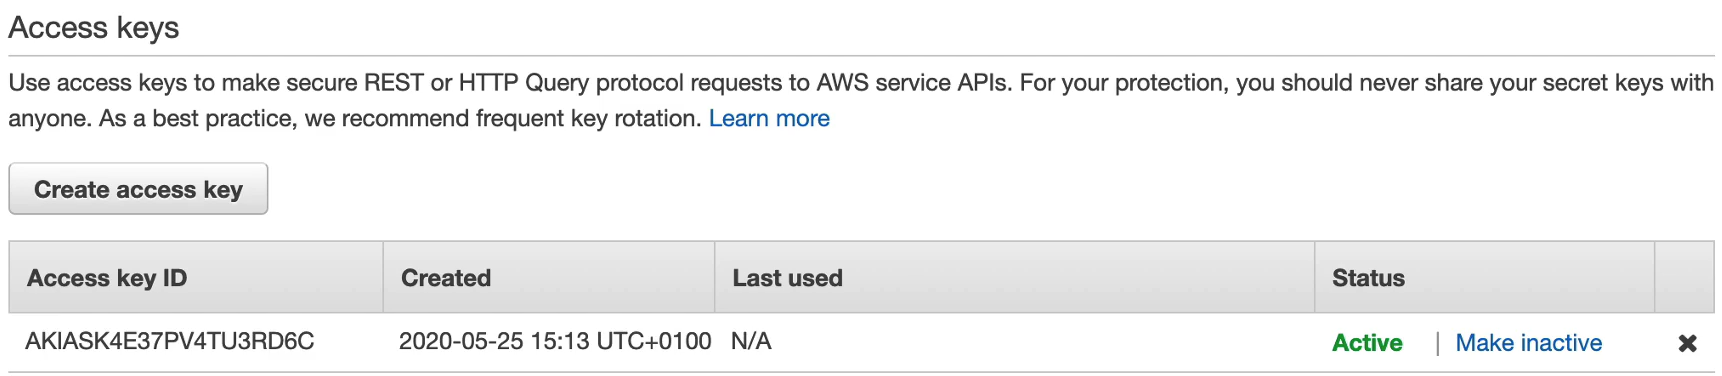 Access keys
Use access keys to make secure REST or HTTP Query protocol requests to AWS service APIs. For your protection, you should never share your secret keys with
anyone. As a best practice, we recommend frequent key rotation. Learn more
Create access key
Access key ID Created Last used Status
AKIASK4E37PV4TU3RD6C 2020-05-25 15:13 UTC+0100 N/A Active | Make inactive ✖